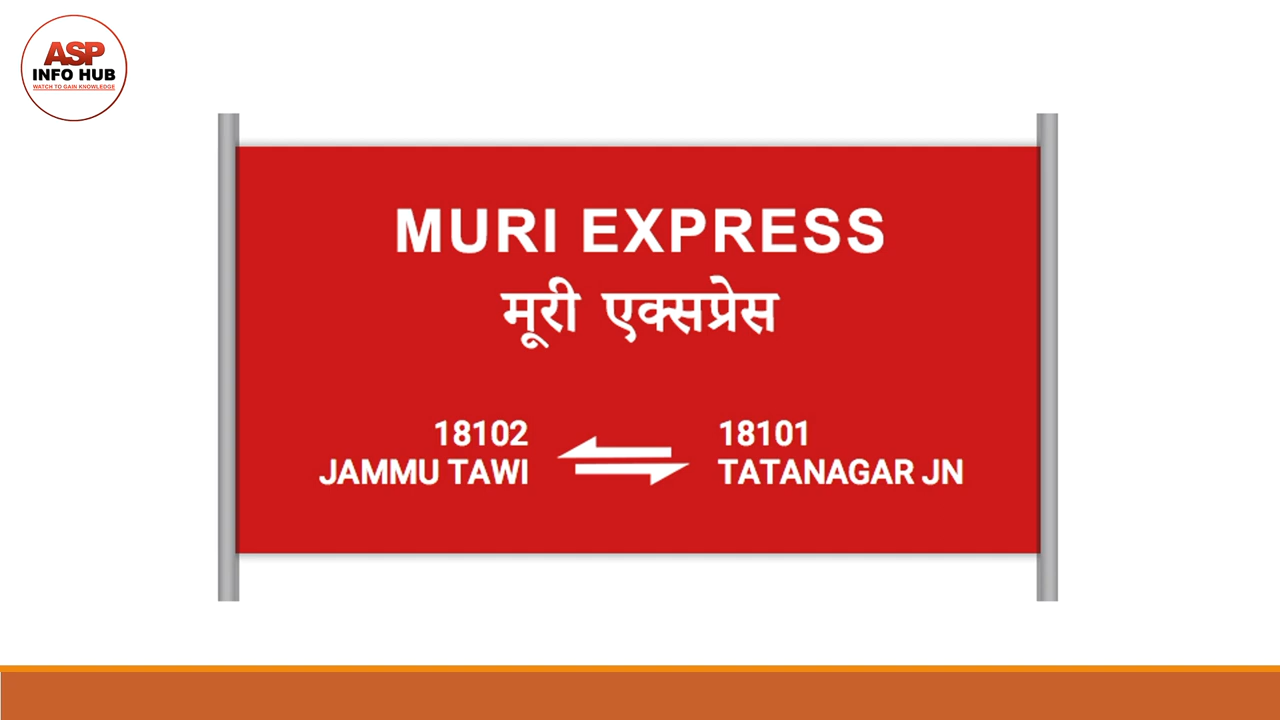 ASP
INFO HUB
WATCH TO GAIN KNOWLEDGE
MURI EXPRESS
मूरी एक्सप्रेस
18102
JAMMU TAWI
18101
TATANAGAR JN